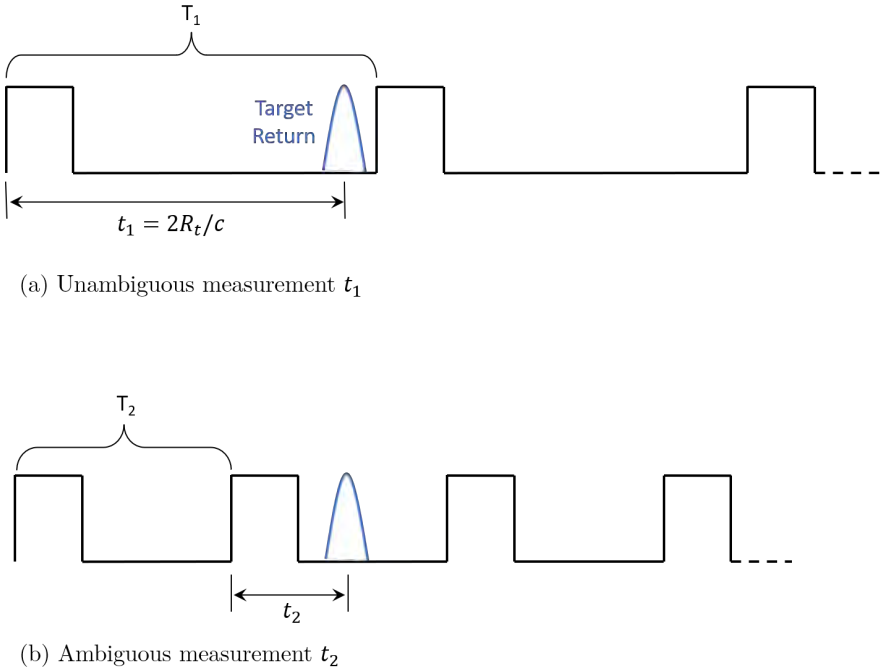 T₁
Target
Return
t₁ = 2Rₜ/c
(a) Unambiguous measurement t₁
T₂
t₂
(b) Ambiguous measurement t₂